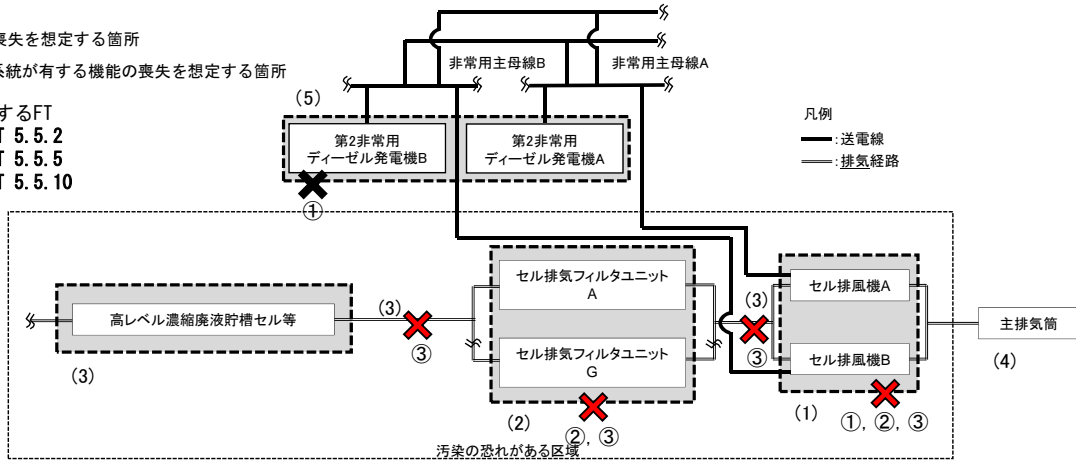 喪失を想定する箇所
系統が有する機能の喪失を想定する箇所
するFT
5.5.2
5.5.5
5.5.10
非常用主母線B
非常用主母線A
(5)
第2非常用
ディーゼル発電機B
第2非常用
ディーゼル発電機A
①
凡例
:送電線
:排気経路
高レベル濃縮廃液貯槽セル等
(3)
(3)
③
セル排気フィルタユニット
A
セル排気フィルタユニット
G
(2)
②, ③
(3)
③
セル排風機A
セル排風機B
(1)
①, ②, ③
主排気筒
(4)
汚染の恐れがある区域